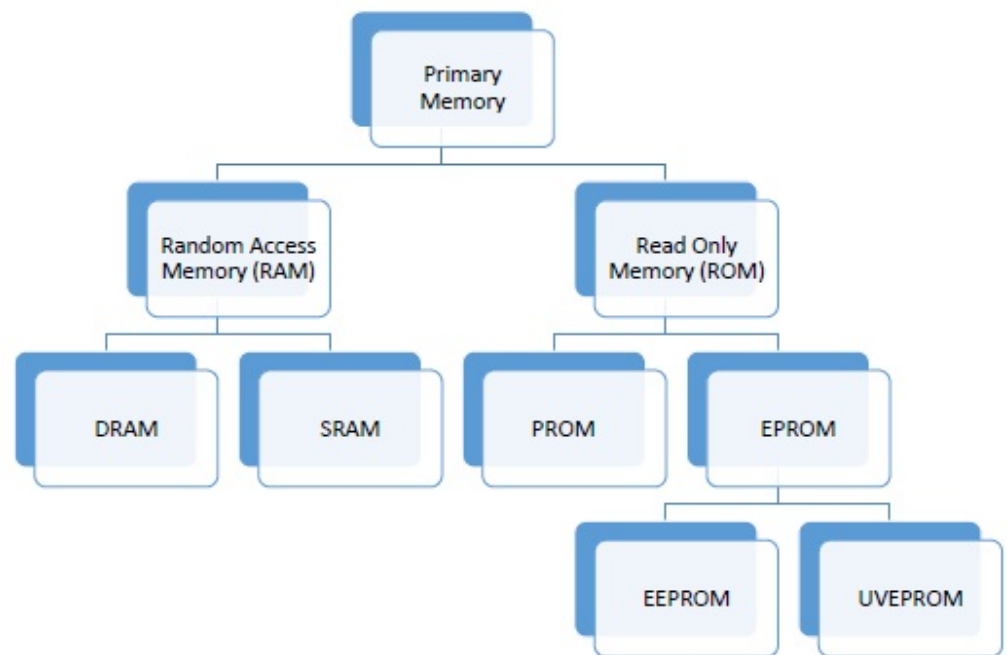 Primary
Memory
Random Access
Memory (RAM)
Read Only
Memory (ROM)
DRAM
SRAM
PROM
EPROM
EEPROM
UVEPROM